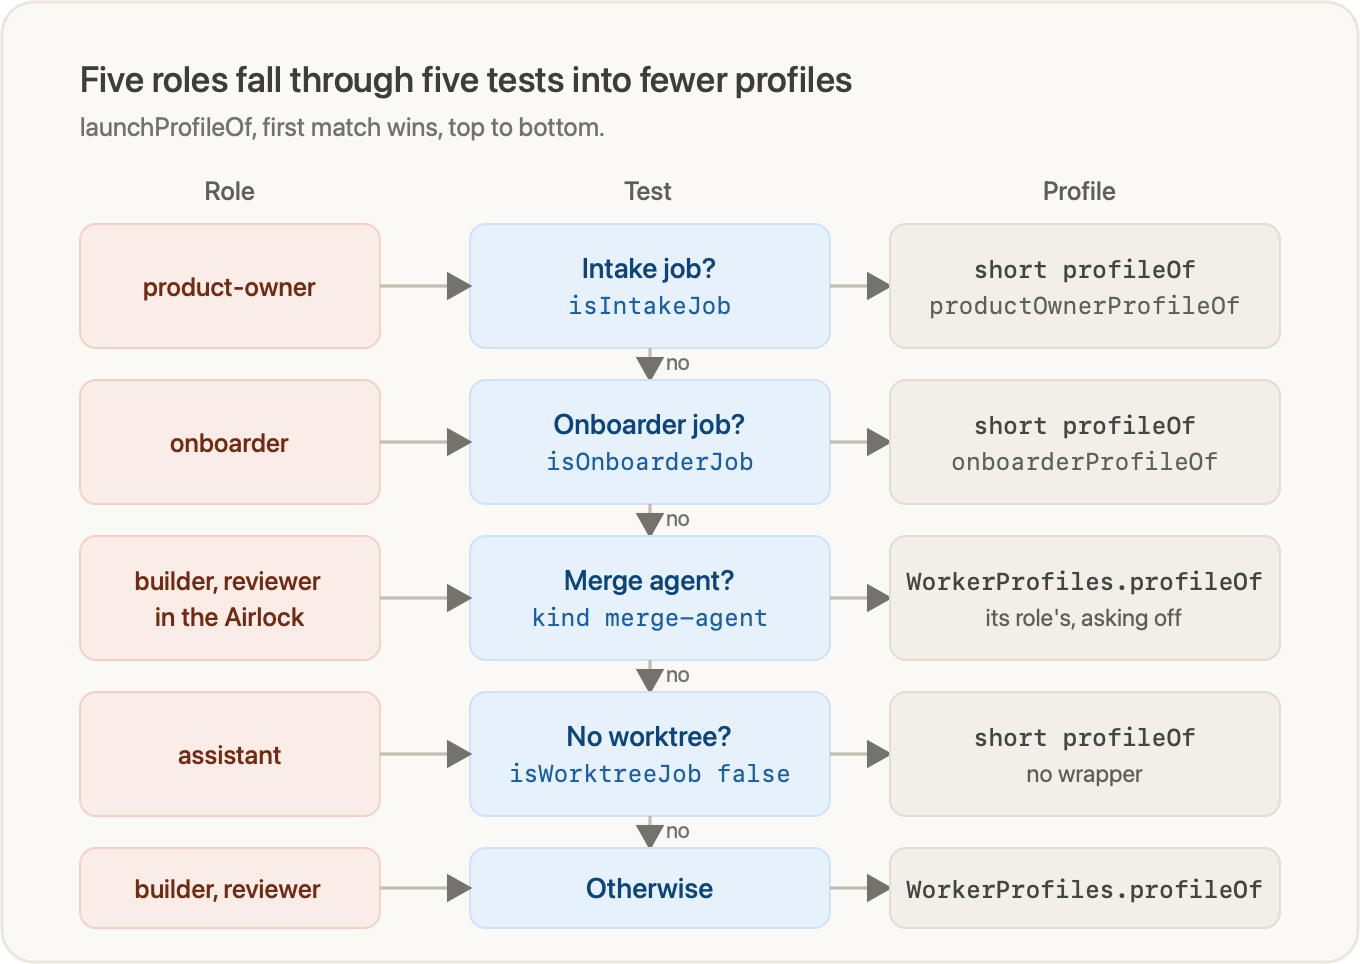 Five roles fall through five tests into fewer profiles
launchProfileOf, first match wins, top to bottom.
Role
Test
Profile
product-owner
Intake job?
isIntakeJob
short profileOf
productOwnerProfileOf
no
onboarder
Onboarder job?
isOnboarderJob
short profileOf
onboarderProfileOf
no
builder, reviewer
in the Airlock
Merge agent?
kind merge-agent
WorkerProfiles.profileOf
its role's, asking off
no
assistant
No worktree?
isWorktreeJob false
short profileOf
no wrapper
no
builder, reviewer
Otherwise
WorkerProfiles.profileOf